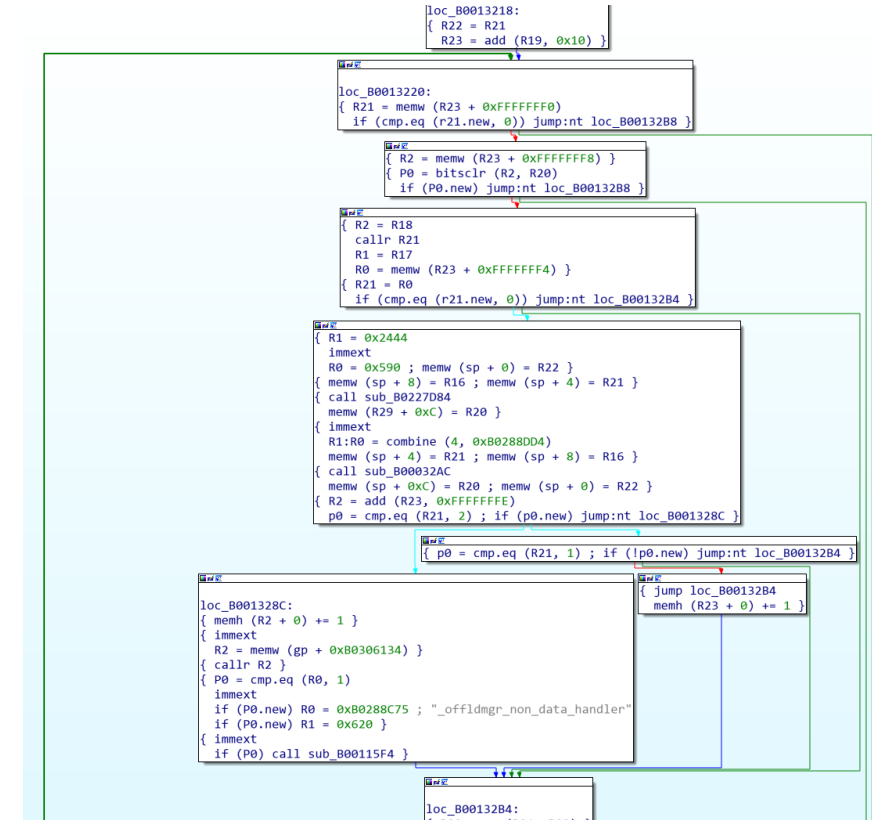 loc_B0013218:
{ R22 = R21
R23 = add (R19, 0x10) }
loc_B0013220:
{ R21 = memw (R23 + 0xFFFFFFF0)
if (cmp.eq (r21.new, 0)) jump:nt loc_B00132B8 }
{ R2 = memw (R23 + 0xFFFFFFF8) }
{ P0 = bitsclr (R2, R20)
if (P0.new) jump:nt loc_B00132B8 }
{ R2 = R18
callr R21
R1 = R17
R0 = memw (R23 + 0xFFFFFFF4) }
{ R21 = R0
if (cmp.eq (r21.new, 0)) jump:nt loc_B00132B4 }
{ R1 = 0x2444
immext
R0 = 0x590 ; memw (sp + 0) = R22 }
{ memw (sp + 8) = R16 ; memw (sp + 4) = R21 }
{ call sub_B0227D84
memw (R29 + 0xC) = R20 }
{ immext
R1:R0 = combine (4, 0xB0288DD4)
memw (sp + 4) = R21 ; memw (sp + 8) = R16 }
{ call sub_B00032AC
memw (sp + 0xC) = R20 ; memw (sp + 0) = R22 }
{ R2 = add (R23, 0xFFFFFFFE)
p0 = cmp.eq (R21, 2) ; if (p0.new) jump:nt loc_B001328C }
{ p0 = cmp.eq (R21, 1) ; if (!p0.new) jump:nt loc_B00132B4 }
{ jump loc_B00132B4
memh (R23 + 0) += 1 }
loc_B001328C:
{ memh (R2 + 0) += 1 }
{ immext
R2 = memw (gp + 0xB0306134) }
{ callr R2 }
{ P0 = cmp.eq (R0, 1)
immext
if (P0.new) R0 = 0xB0288C75 ; "_offldmgr_non_data_handler"
if (P0.new) R1 = 0x620 }
{ immext
if (P0) call sub_B00115F4 }
loc_B00132B4: